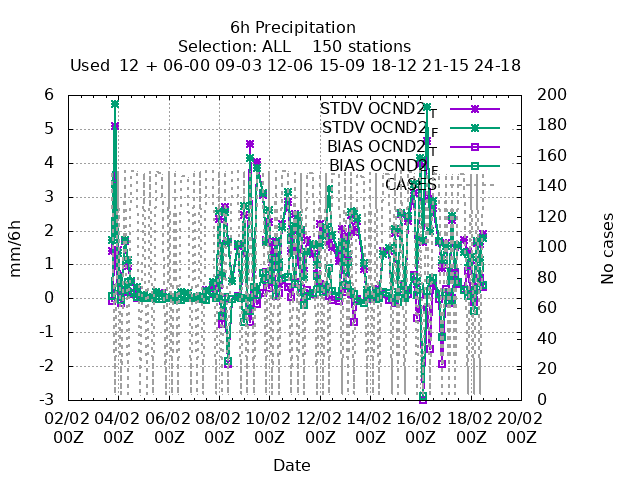 6h Precipitation
Selection: ALL    150 stations
Used  12 + 06-00 09-03 12-06 15-09 18-12 21-15 24-18
STDV OCND2_T
STDV OCND2_F
BIAS OCND2_T
BIAS OCND2_F
CASES
6
5
4
3
2
1
0
-1
-2
-3
mm/6h
200
180
160
140
120
100
80
60
40
20
0
No cases
02/02 04/02 06/02 08/02 10/02 12/02 14/02 16/02 18/02 20/02
00Z 00Z 00Z 00Z 00Z 00Z 00Z 00Z 00Z 00Z
Date